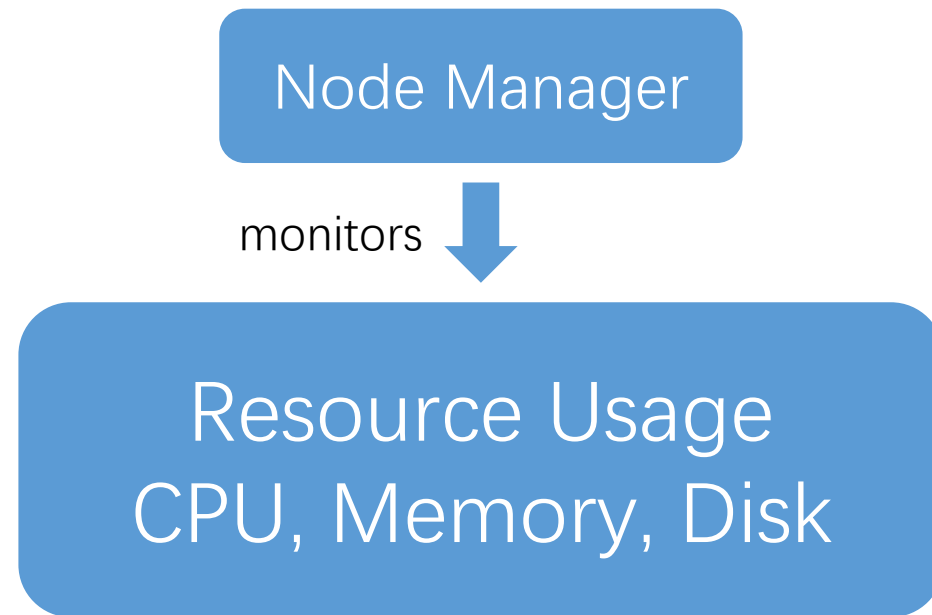 Node Manager
monitors
Resource Usage
CPU, Memory, Disk